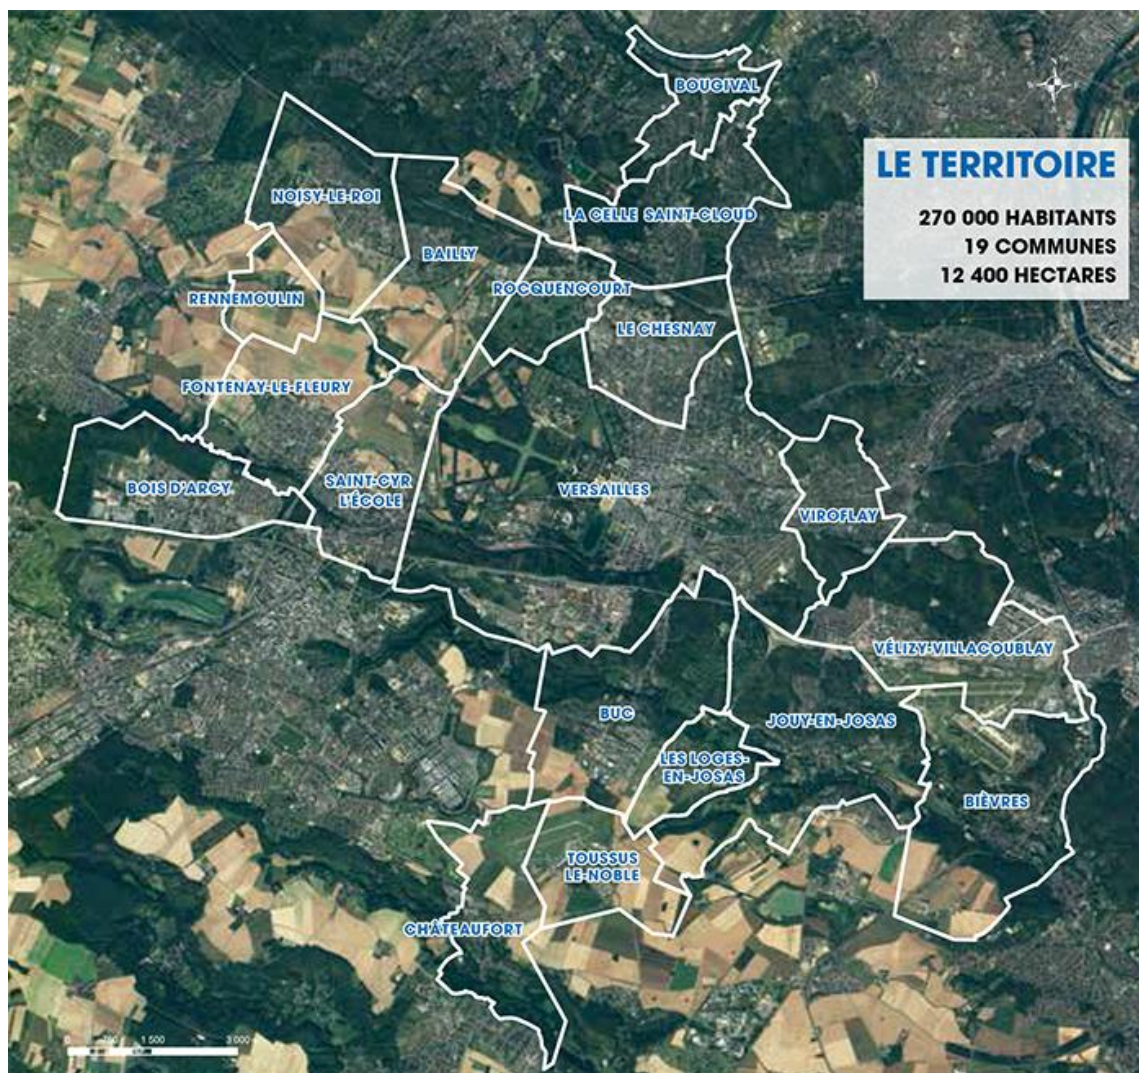 BOUGIVAL
LE TERRITOIRE
270 000 HABITANTS
19 COMMUNES
12 400 HECTARES
NOISY-LE-ROI
LA CELLE SAINT-CLOUD
BAILLY
ROCQUENCOURT
RENNEMOULIN
LE CHESNAY
FONTENAY-LE-FLEURY
BOIS D'ARCY
SAINT-CYR
L'ÉCOLE
VERSAILLES
VIROFLAY
VÉLIZY-VILLACOUBLAY
BUC
JOUY-EN-JOSAS
LES LOGES-
EN-JOSAS
BIÈVRES
TOUSSUS
LE-NOBLE
CHÂTEAUFORT
0 750 1 500 3 000